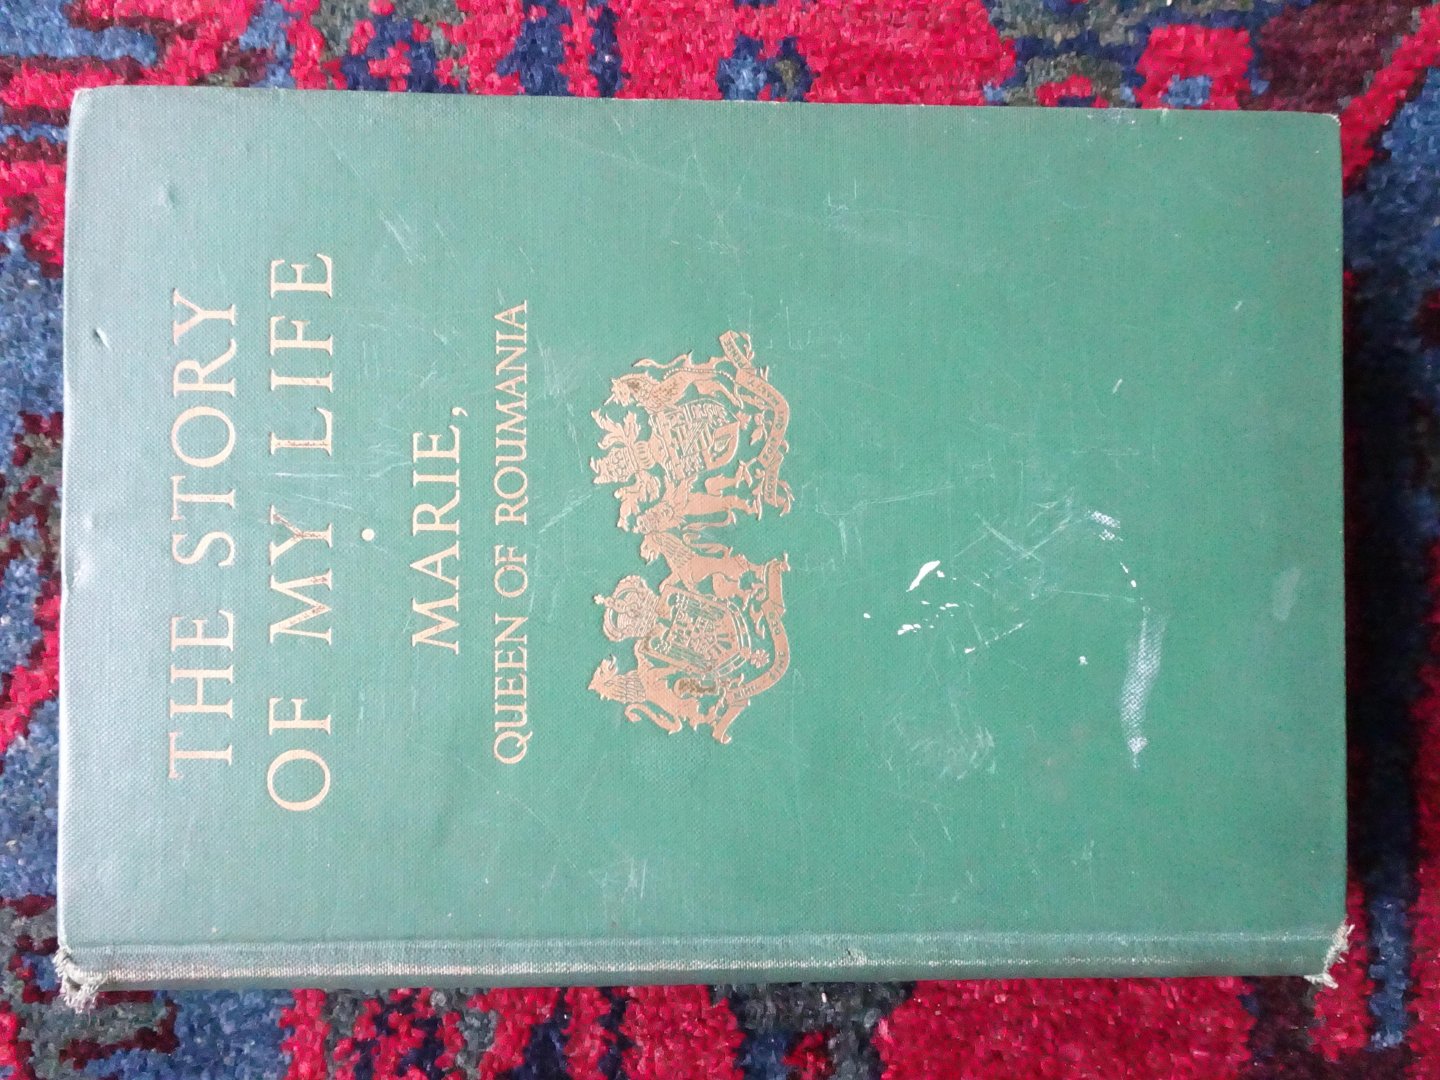 THE STORY
OF MY LIFE
MARIE,
QUEEN OF ROUMANIA